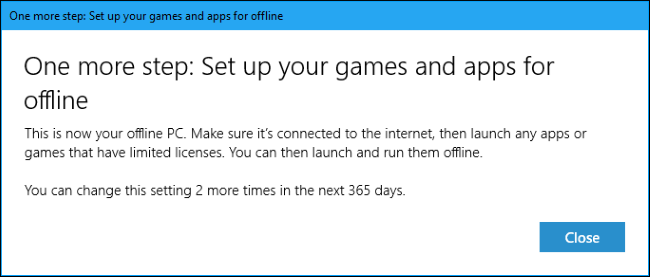 One more step: Set up your games and apps for offline
One more step: Set up your games and apps for
offline
This is now your offline PC. Make sure it's connected to the internet, then launch any apps or
games that have limited licenses. You can then launch and run them offline.
You can change this setting 2 more times in the next 365 days.
Close